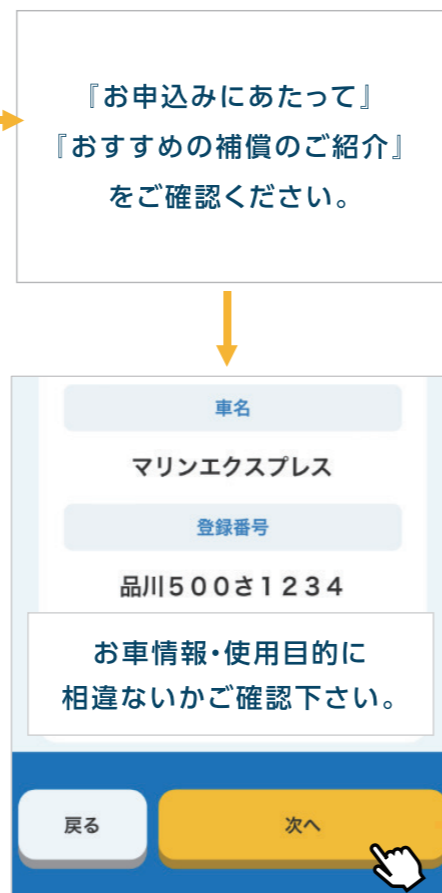 『お申込みにあたって』
『おすすめの補償のご紹介』
をご確認ください。
車名
マリンエクスプレス
登録番号
品川５００さ１２３４
お車情報・使用目的に
相違ないかご確認下さい。
戻る
次へ